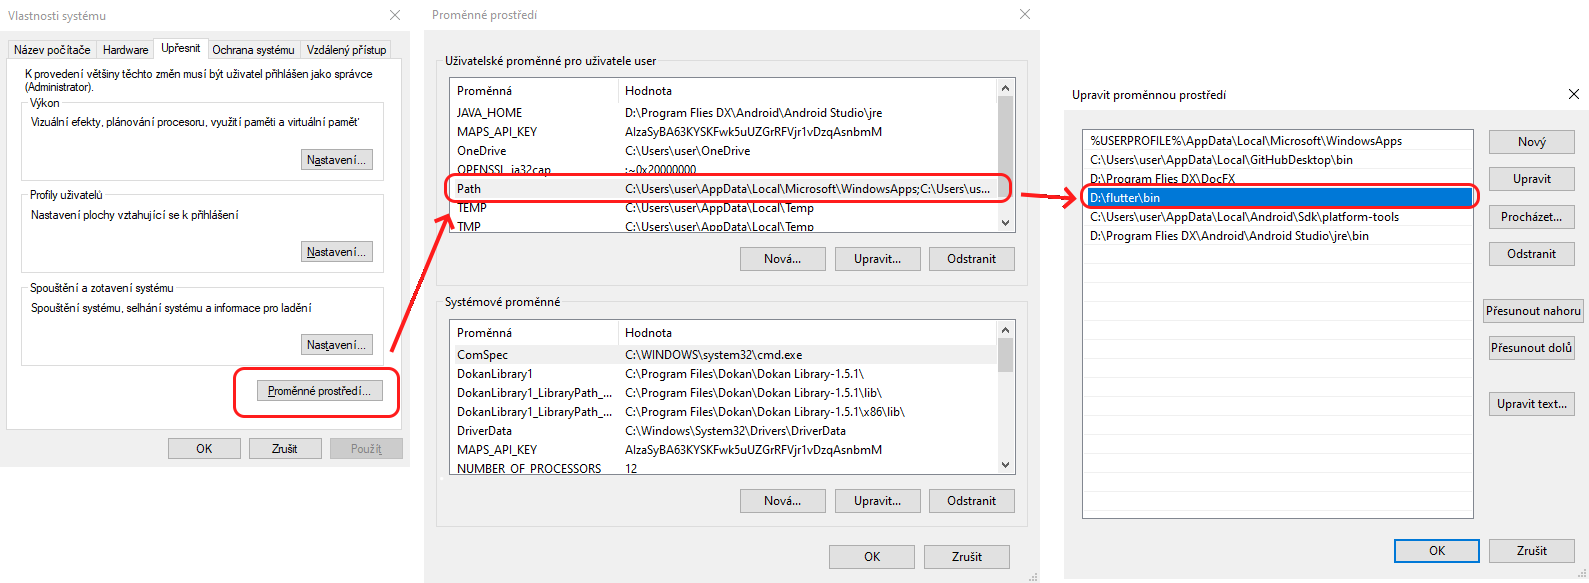 Vlastnosti systému
Název počítače
Hardware
Upřesnit
Ochrana systému
Vzdálený přístup
K provedení většiny těchto změn musí být uživatel přihlášen jako správce
(Administrator).
Výkon
Vizuální efekty, plánování procesoru, využití paměti a virtuální paměť
Nastavení...
Profily uživatelů
Nastavení plochy vztahující se k přihlášení
Nastavení...
Spouštění a zotavení systému
Spouštění systému, selhání systému a informace pro ladění
Nastavení...
Proměnné prostředí...
OK
Zrušit
Použít
Proměnné prostředí
Uživatelské proměnné pro uživatele user
Proměnná Hodnota
JAVA_HOME D:\Program Flies DX\Android\Android Studio\jre
MAPS_API_KEY AIzaSyBA63KYSKFwk5uUZGrRFVjr1vDzqAsnbmM
OneDrive C:\Users\user\OneDrive
OPENSSL_ia32cap :~0x20000000
Path C:\Users\user\AppData\Local\Microsoft\WindowsApps;C:\Users\us...
TEMP C:\Users\user\AppData\Local\Temp
TMP C:\Users\user\AppData\Local\Temp
Nová...
Upravit...
Odstranit
Systémové proměnné
Proměnná Hodnota
ComSpec C:\WINDOWS\system32\cmd.exe
DokanLibrary1 C:\Program Files\Dokan\Dokan Library-1.5.1\
DokanLibrary1_LibraryPath_... C:\Program Files\Dokan\Dokan Library-1.5.1\lib\
DokanLibrary1_LibraryPath_... C:\Program Files\Dokan\Dokan Library-1.5.1\x86\lib\
DriverData C:\Windows\System32\Drivers\DriverData
MAPS_API_KEY AIzaSyBA63KYSKFwk5uUZGrRFVjr1vDzqAsnbmM
NUMBER_OF_PROCESSORS 12
Nová...
Upravit...
Odstranit
OK
Zrušit
Upravit proměnnou prostředí
%USERPROFILE%\AppData\Local\Microsoft\WindowsApps
C:\Users\user\AppData\Local\GitHubDesktop\bin
D:\Program Flies DX\DocFX
D:\flutter\bin
C:\Users\user\AppData\Local\Android\Sdk\platform-tools
D:\Program Flies DX\Android\Android Studio\jre\bin
Nový
Upravit
Procházet...
Odstranit
Přesunout nahoru
Přesunout dolů
Upravit text...
OK
Zrušit